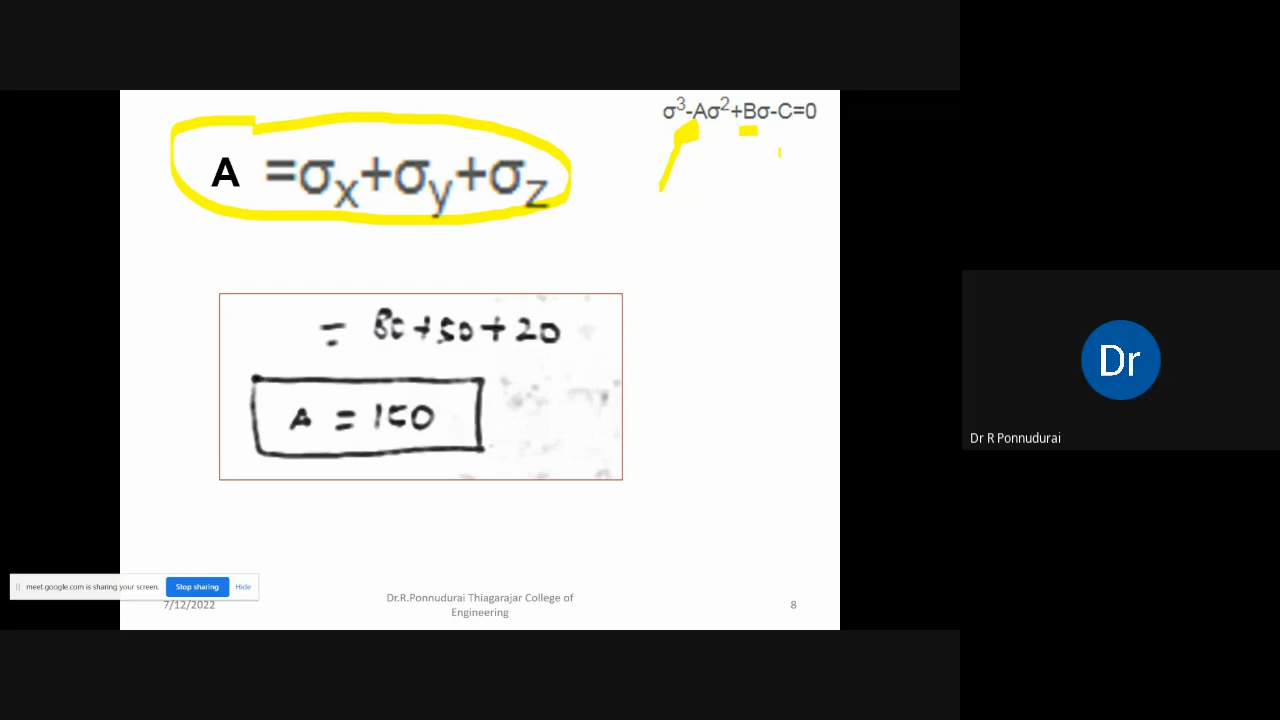 σ³-Aσ²+Bσ-C=0
A =σx+σy+σz
= 80+50+20
A = 150
meet.google.com is sharing your screen. Stop sharing Hide
7/12/2022
Dr.R.Ponnudurai Thiagarajar College of
Engineering
8
Dr
Dr R Ponnudurai